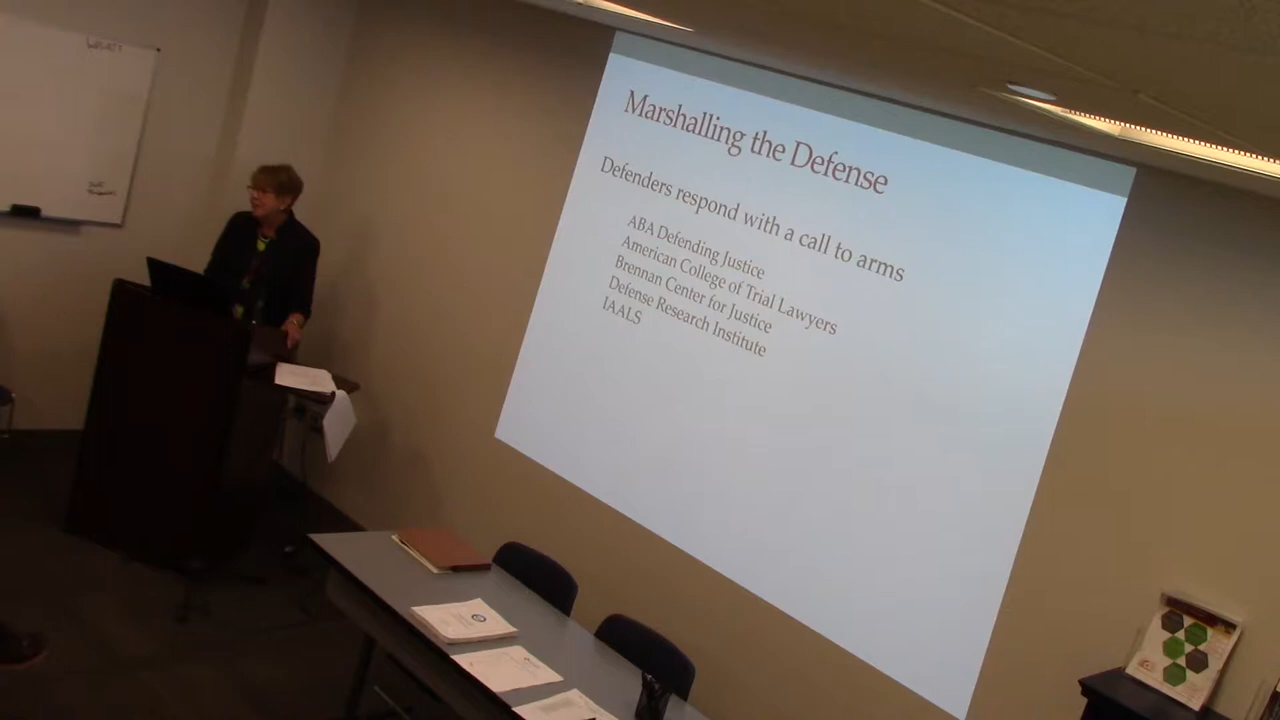 Marshalling the Defense
Defenders respond with a call to arms
ABA Defending Justice
American College of Trial Lawyers
Brennan Center for Justice
Defense Research Institute
IAALS